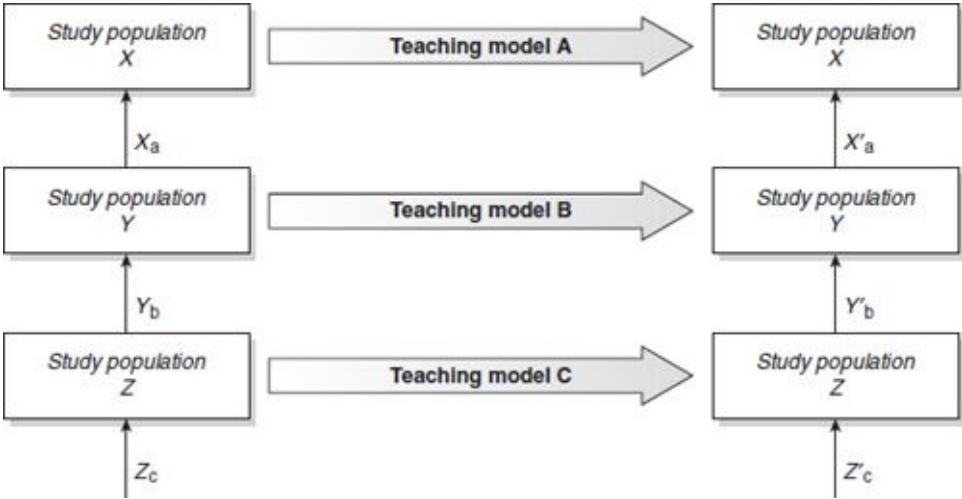 Study population
X
Teaching model A
Study population
X
Xa
X'a
Study population
Y
Teaching model B
Study population
Y
Yb
Y'b
Study population
Z
Teaching model C
Study population
Z
Zc
Z'c